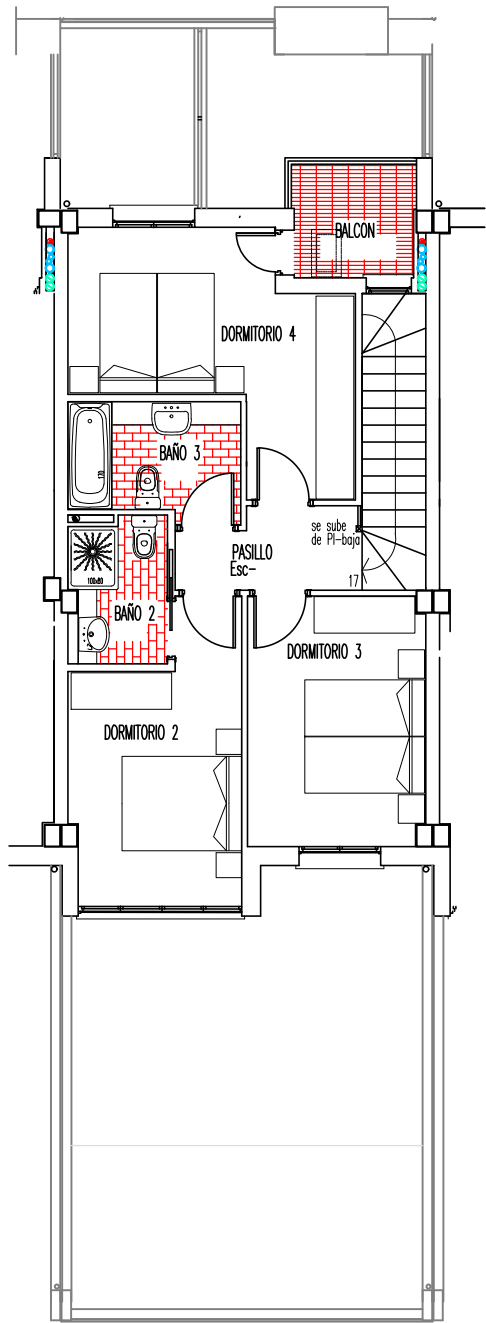 BALCON
DORMITORIO 4
170
BAÑO 3
se sube
de Pl-baja
PASILLO
Esc-
100x80
17
BAÑO 2
DORMITORIO 3
DORMITORIO 2